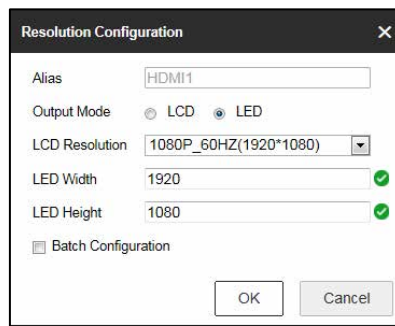 Resolution Configuration
Alias HDMI1
Output Mode LCD LED
LCD Resolution 1080P_60HZ(1920*1080)
LED Width 1920
LED Height 1080
Batch Configuration
OK Cancel